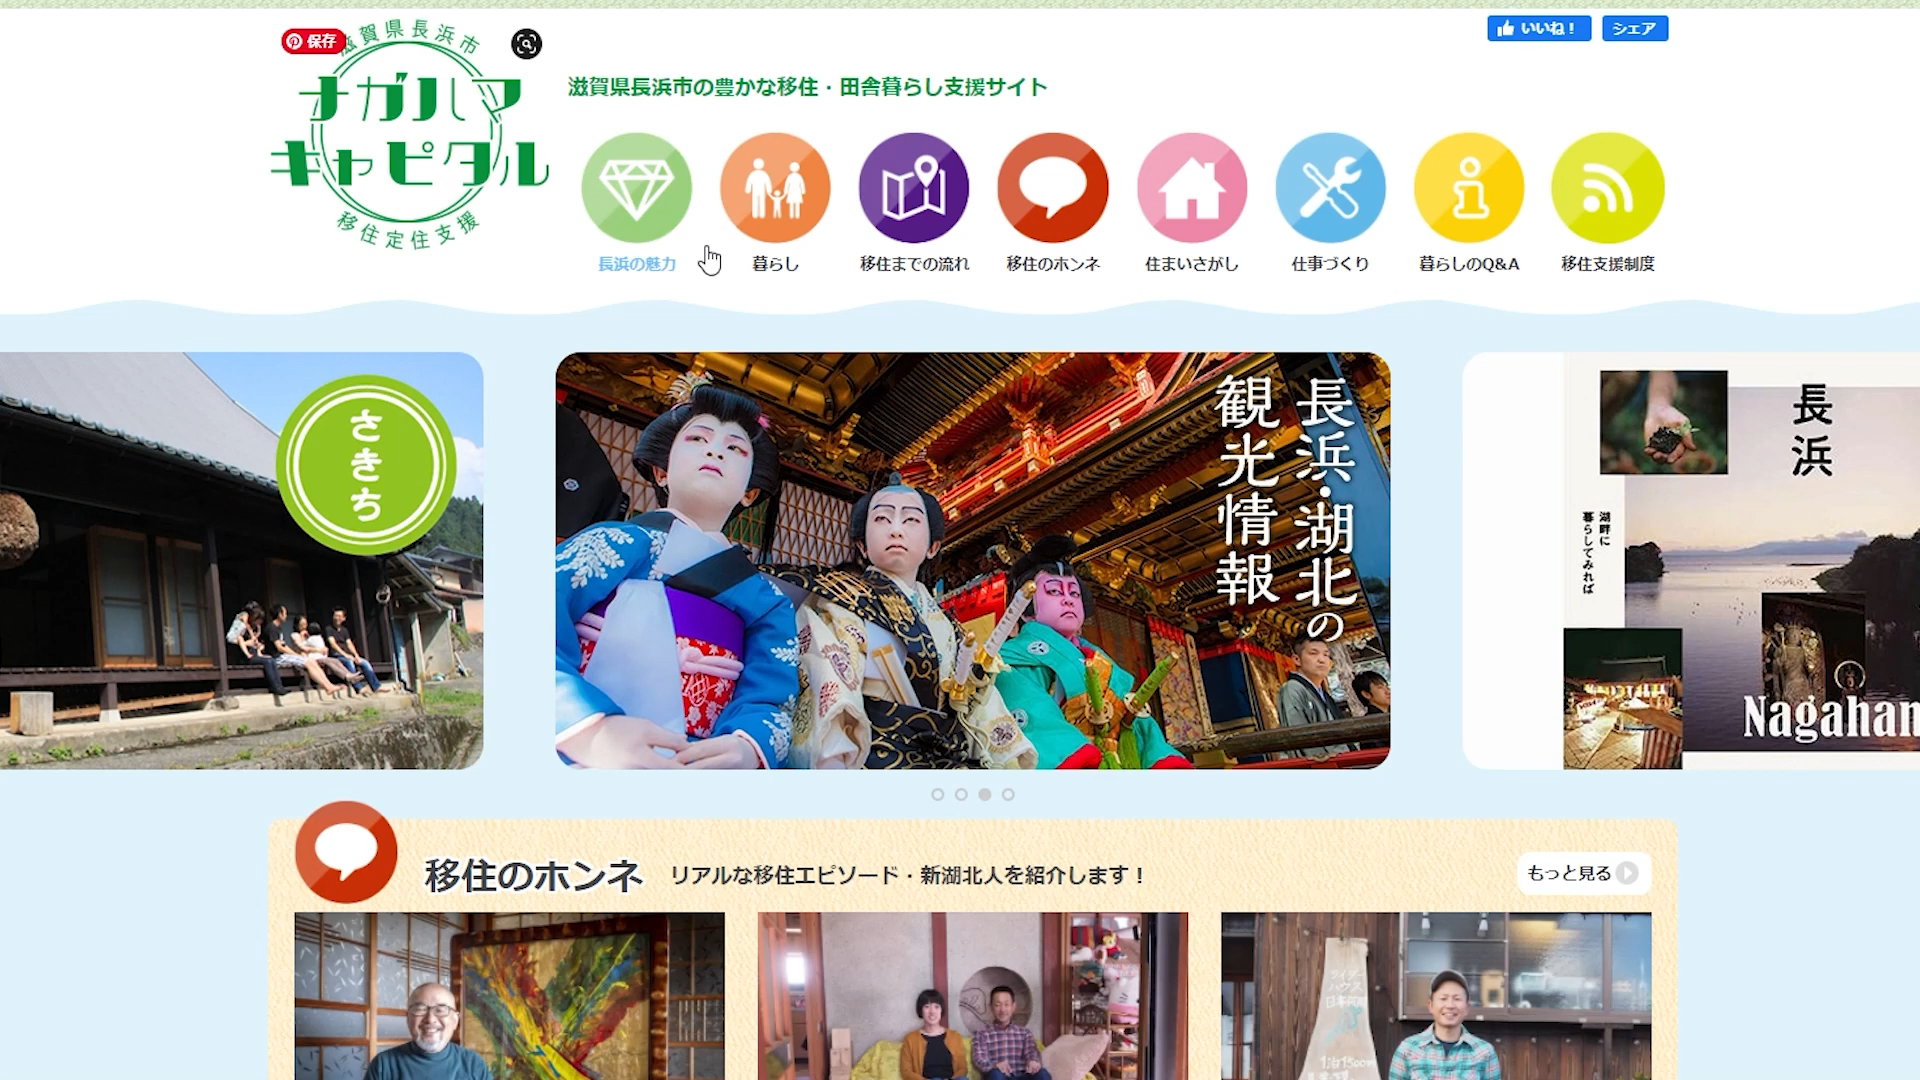 保存
滋賀県長浜市
ナガハマ
キャピタル
移住定住支援
いいね！
シェア
滋賀県長浜市の豊かな移住・田舎暮らし支援サイト
長浜の魅力
暮らし
移住までの流れ
移住のホンネ
住まいさがし
仕事づくり
暮らしのQ&A
移住支援制度
さきち
長浜・湖北の
観光情報
長浜
湖畔に
暮らしてみれば
Nagahan
移住のホンネ
リアルな移住エピソード・新湖北人を紹介します！
もっと見る